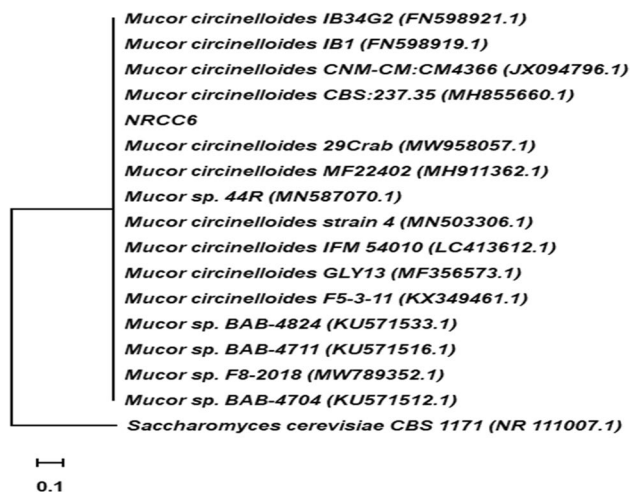 Mucor circinelloides IB34G2 (FN598921.1)
Mucor circinelloides IB1 (FN598919.1)
Mucor circinelloides CNM-CM:CM4366 (JX094796.1)
Mucor circinelloides CBS:237.35 (MH855660.1)
NRCC6
Mucor circinelloides 29Crab (MW958057.1)
Mucor circinelloides MF22402 (MH911362.1)
Mucor sp. 44R (MN587070.1)
Mucor circinelloides strain 4 (MN503306.1)
Mucor circinelloides IFM 54010 (LC413612.1)
Mucor circinelloides GLY13 (MF356573.1)
Mucor circinelloides F5-3-11 (KX349461.1)
Mucor sp. BAB-4824 (KU571533.1)
Mucor sp. BAB-4711 (KU571516.1)
Mucor sp. F8-2018 (MW789352.1)
Mucor sp. BAB-4704 (KU571512.1)
Saccharomyces cerevisiae CBS 1171 (NR 111007.1)
0.1